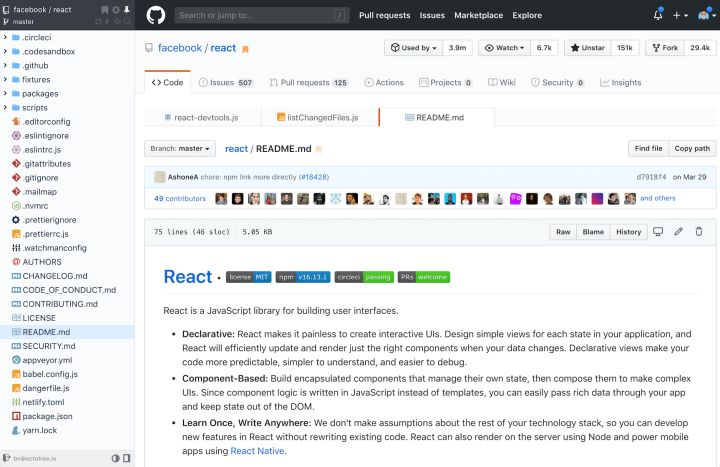 facebook / react
master
.circleci
.codesandbox
.github
fixtures
packages
scripts
.editorconfig
.eslintignore
.eslintrc.js
.gitattributes
.gitignore
.mailmap
.nvmrc
.prettierignore
.prettierrc.js
.watchmanconfig
AUTHORS
CHANGELOG.md
CODE_OF_CONDUCT.md
CONTRIBUTING.md
LICENSE
README.md
SECURITY.md
appveyor.yml
babel.config.js
dangerfile.js
netlify.toml
package.json
yarn.lock
bn@octotree.io
Search or jump to... / Pull requests Issues Marketplace Explore
facebook / react Used by 3.9m Watch 6.7k Unstar 151k Fork 29.4k
Code Issues 507 Pull requests 125 Actions Projects 0 Wiki Security 0 Insights
react-devtools.js listChangedFiles.js README.md
Branch: master react / README.md Find file Copy path
AshoneA chore: npm link more directly (#18428) d7918f4 on Mar 29
49 contributors and others
75 lines (46 sloc) 5.05 KB Raw Blame History
React · license MIT npm v16.13.1 circleci passing PRs welcome
React is a JavaScript library for building user interfaces.
• Declarative: React makes it painless to create interactive UIs. Design simple views for each state in your application, and
React will efficiently update and render just the right components when your data changes. Declarative views make your
code more predictable, simpler to understand, and easier to debug.
• Component-Based: Build encapsulated components that manage their own state, then compose them to make complex
UIs. Since component logic is written in JavaScript instead of templates, you can easily pass rich data through your app
and keep state out of the DOM.
• Learn Once, Write Anywhere: We don't make assumptions about the rest of your technology stack, so you can develop
new features in React without rewriting existing code. React can also render on the server using Node and power mobile
apps using React Native.